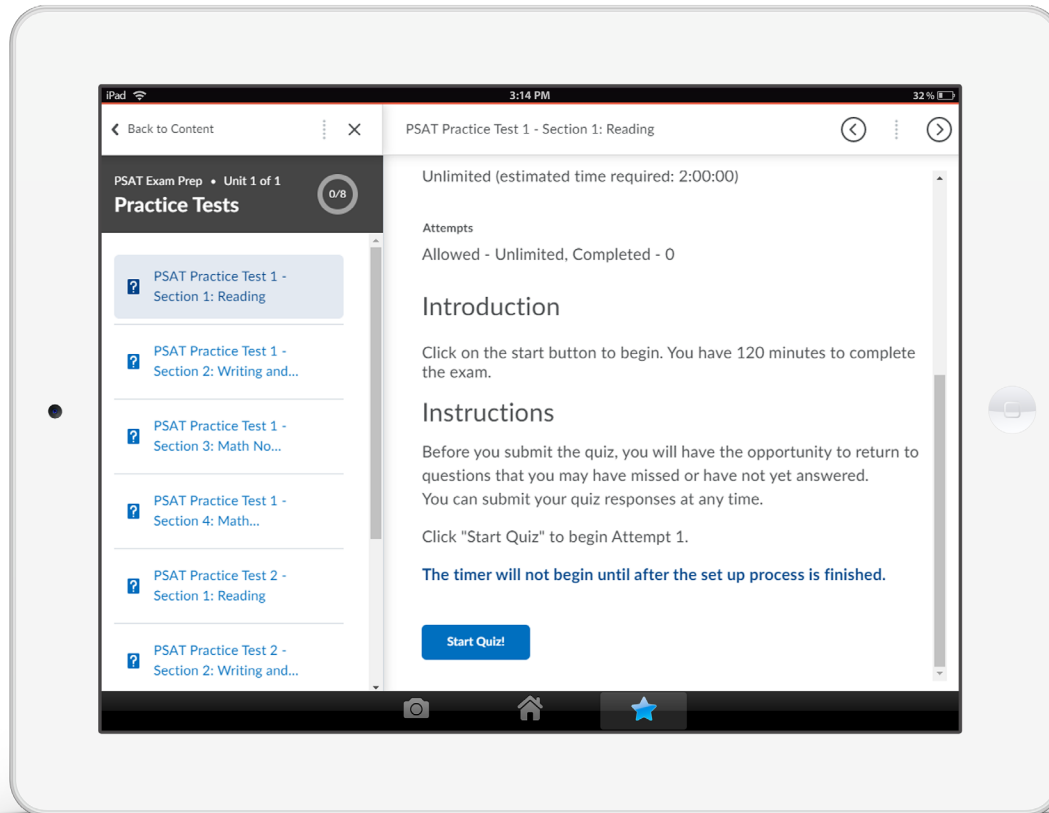 iPad 3:14 PM 32 %
Back to Content
PSAT Practice Test 1 - Section 1: Reading
PSAT Exam Prep • Unit 1 of 1
Practice Tests
0/8
PSAT Practice Test 1 -
Section 1: Reading
PSAT Practice Test 1 -
Section 2: Writing and...
PSAT Practice Test 1 -
Section 3: Math No...
PSAT Practice Test 1 -
Section 4: Math...
PSAT Practice Test 2 -
Section 1: Reading
PSAT Practice Test 2 -
Section 2: Writing and...
Unlimited (estimated time required: 2:00:00)
Attempts
Allowed - Unlimited, Completed - 0
Introduction
Click on the start button to begin. You have 120 minutes to complete
the exam.
Instructions
Before you submit the quiz, you will have the opportunity to return to
questions that you may have missed or have not yet answered.
You can submit your quiz responses at any time.
Click "Start Quiz" to begin Attempt 1.
The timer will not begin until after the set up process is finished.
Start Quiz!